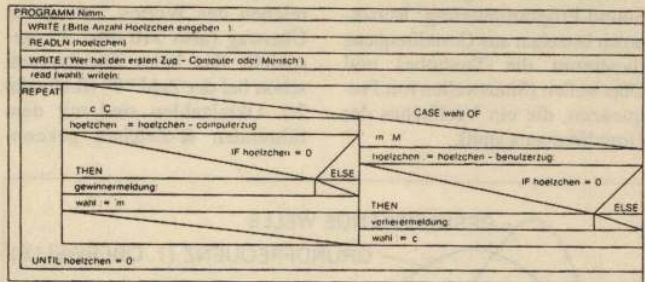 PROGRAMM Nimm.
WRITE ( Bitte Anzahl Hoelzchen eingeben : )
READLN (hoelzchen)
WRITE ( Wer hat den ersten Zug - Computer oder Mensch )
read (wahl). writeln.
REPEAT
CASE wahl OF
c C
hoelzchen := hoelzchen - computerzug:
IF hoelzchen = 0
THEN
ELSE
gewinnermeldung:
wahl := 'm
m M
hoelzchen := hoelzchen - benutzerzug:
IF hoelzchen = 0
THEN
ELSE
verlierermeldung:
wahl = c
UNTIL hoelzchen = 0: